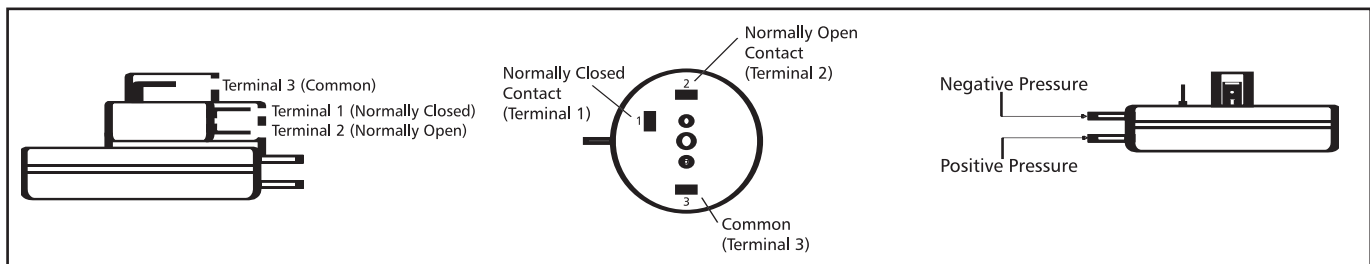 Terminal 3 (Common)
Terminal 1 (Normally Closed)
Terminal 2 (Normally Open)
Normally Open
Contact
(Terminal 2)
Normally Closed
Contact
(Terminal 1)
2
1
3
Common
(Terminal 3)
Negative Pressure
Positive Pressure